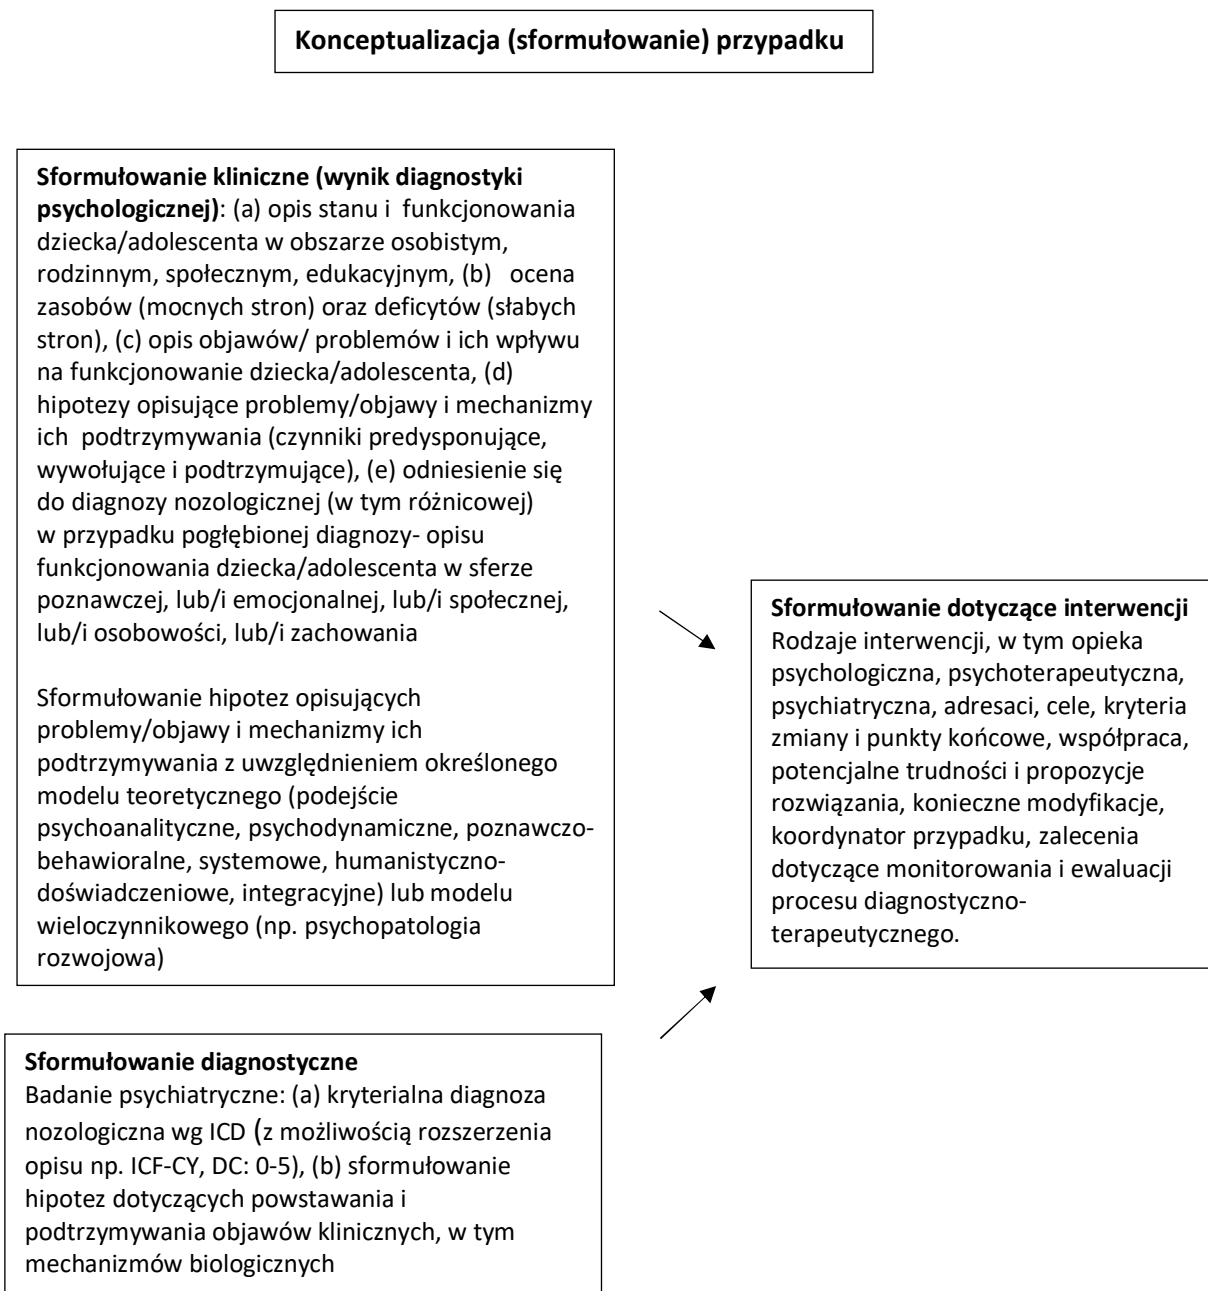 Konceptualizacja (sformułowanie) przypadku
Sformułowanie kliniczne (wynik diagnostyki
psychologicznej): (a) opis stanu i funkcjonowania
dziecka/adolescenta w obszarze osobistym,
rodzinnym, społecznym, edukacyjnym, (b) ocena
zasobów (mocnych stron) oraz deficytów (słabych
stron), (c) opis objawów/ problemów i ich wpływu
na funkcjonowanie dziecka/adolescenta, (d)
hipotezy opisujące problemy/objawy i mechanizmy
ich podtrzymywania (czynniki predysponujące,
wywołujące i podtrzymujące), (e) odniesienie się
do diagnozy nozologicznej (w tym różnicowej)
w przypadku pogłębionej diagnozy- opisu
funkcjonowania dziecka/adolescenta w sferze
poznawczej, lub/i emocjonalnej, lub/i społecznej,
lub/i osobowości, lub/i zachowania
Sformułowanie hipotez opisujących
problemy/objawy i mechanizmy ich
podtrzymywania z uwzględnieniem określonego
modelu teoretycznego (podejście
psychoanalityczne, psychodynamiczne, poznawczo-
behawioralne, systemowe, humanistyczno-
doświadczeniowe, integracyjne) lub modelu
wieloczynnikowego (np. psychopatologia
rozwojowa)
Sformułowanie diagnostyczne
Badanie psychiatryczne: (a) kryterialna diagnoza
nozologiczna wg ICD (z możliwością rozszerzenia
opisu np. ICF-CY, DC: 0-5), (b) sformułowanie
hipotez dotyczących powstawania i
podtrzymywania objawów klinicznych, w tym
mechanizmów biologicznych
Sformułowanie dotyczące interwencji
Rodzaje interwencji, w tym opieka
psychologiczna, psychoterapeutyczna,
psychiatryczna, adresaci, cele, kryteria
zmiany i punkty końcowe, współpraca,
potencjalne trudności i propozycje
rozwiązania, konieczne modyfikacje,
koordynator przypadku, zalecenia
dotyczące monitorowania i ewaluacji
procesu diagnostyczno-
terapeutycznego.